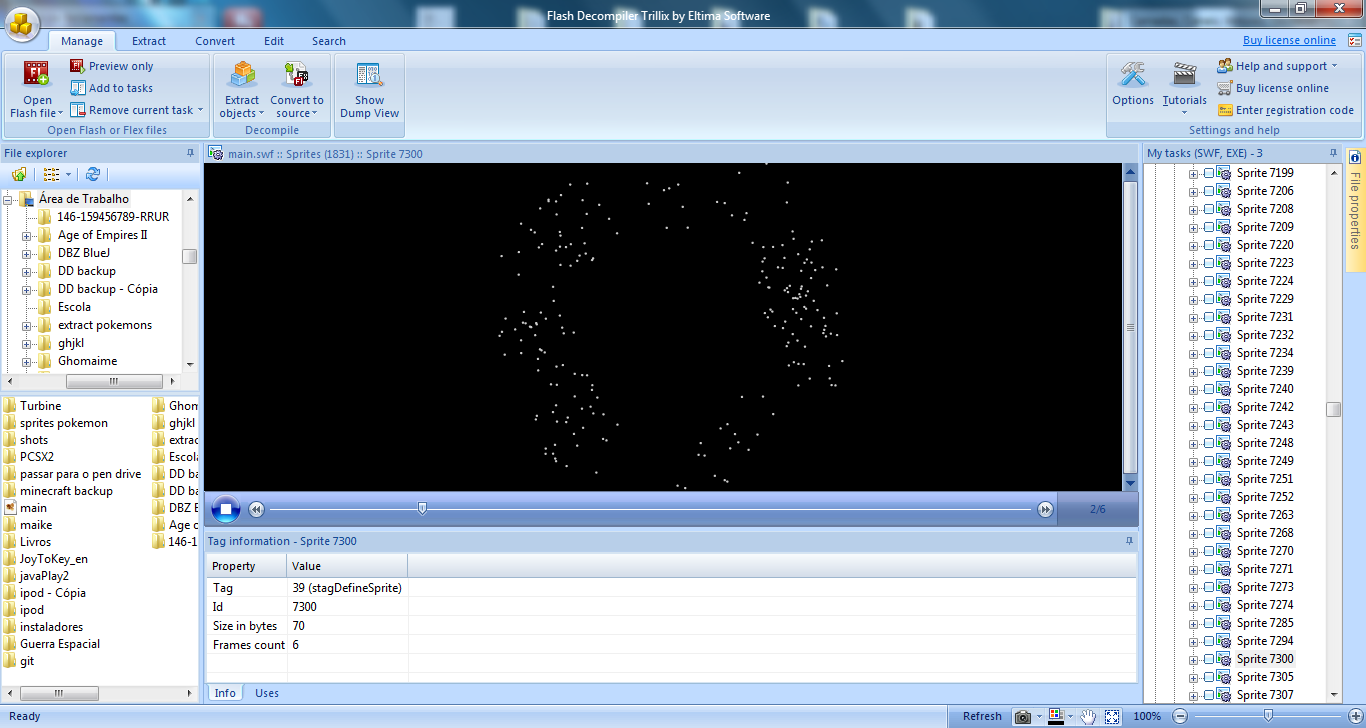 Flash Decompiler Trillix by Eltima Software
Manage Extract Convert Edit Search
Buy license online
Open Flash file
Preview only
Add to tasks
Remove current task
Open Flash or Flex files
Extract objects
Convert to source
Decompile
Show Dump View
Options
Tutorials
Help and support
Buy license online
Enter registration code
Settings and help
File explorer
Área de Trabalho
146-159456789-RRUR
Age of Empires II
DBZ BlueJ
DD backup
DD backup - Cópia
Escola
extract pokemons
ghjkl
Ghomaime
Turbine
sprites pokemon
shots
PCSX2
passar para o pen drive
minecraft backup
main
maike
Livros
JoyToKey_en
javaPlay2
ipod - Cópia
ipod
instaladores
Guerra Espacial
git
Ghom
ghjkl
extrac
Escola
DD ba
DD ba
DBZ B
Age o
146-1
main.swf :: Sprites (1831) :: Sprite 7300
2/6
Tag information - Sprite 7300
Property Value
Tag 39 (stagDefineSprite)
Id 7300
Size in bytes 70
Frames count 6
Info Uses
My tasks (SWF, EXE) - 3
Sprite 7199
Sprite 7206
Sprite 7208
Sprite 7209
Sprite 7220
Sprite 7223
Sprite 7224
Sprite 7229
Sprite 7231
Sprite 7232
Sprite 7234
Sprite 7239
Sprite 7240
Sprite 7242
Sprite 7243
Sprite 7248
Sprite 7249
Sprite 7251
Sprite 7252
Sprite 7263
Sprite 7268
Sprite 7270
Sprite 7271
Sprite 7273
Sprite 7274
Sprite 7285
Sprite 7294
Sprite 7300
Sprite 7305
Sprite 7307
File properties
Ready
Refresh
100%